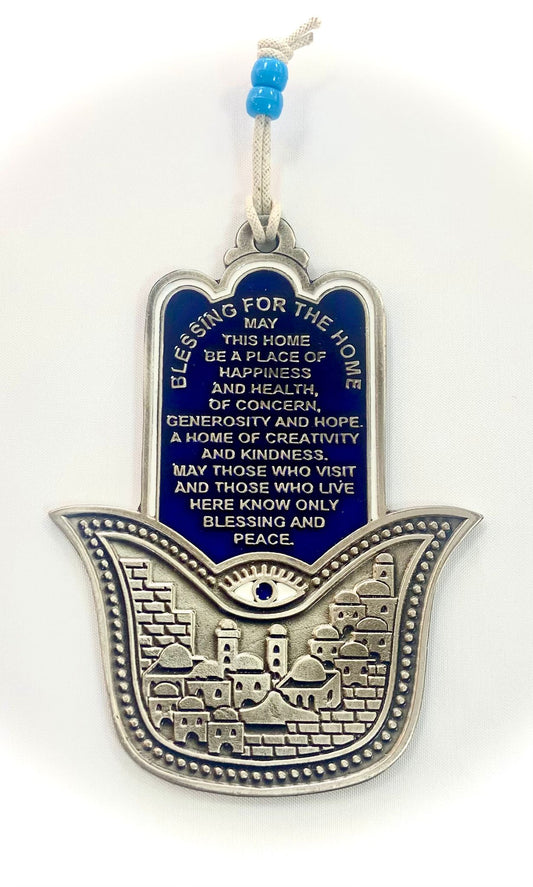 BLESSING FOR THE HOME
MAY
THIS HOME
BE A PLACE OF
HAPPINESS
AND HEALTH,
OF CONCERN,
GENEROSITY AND HOPE.
A HOME OF CREATIVITY
AND KINDNESS.
MAY THOSE WHO VISIT
AND THOSE WHO LIVE
HERE KNOW ONLY
BLESSING AND
PEACE.